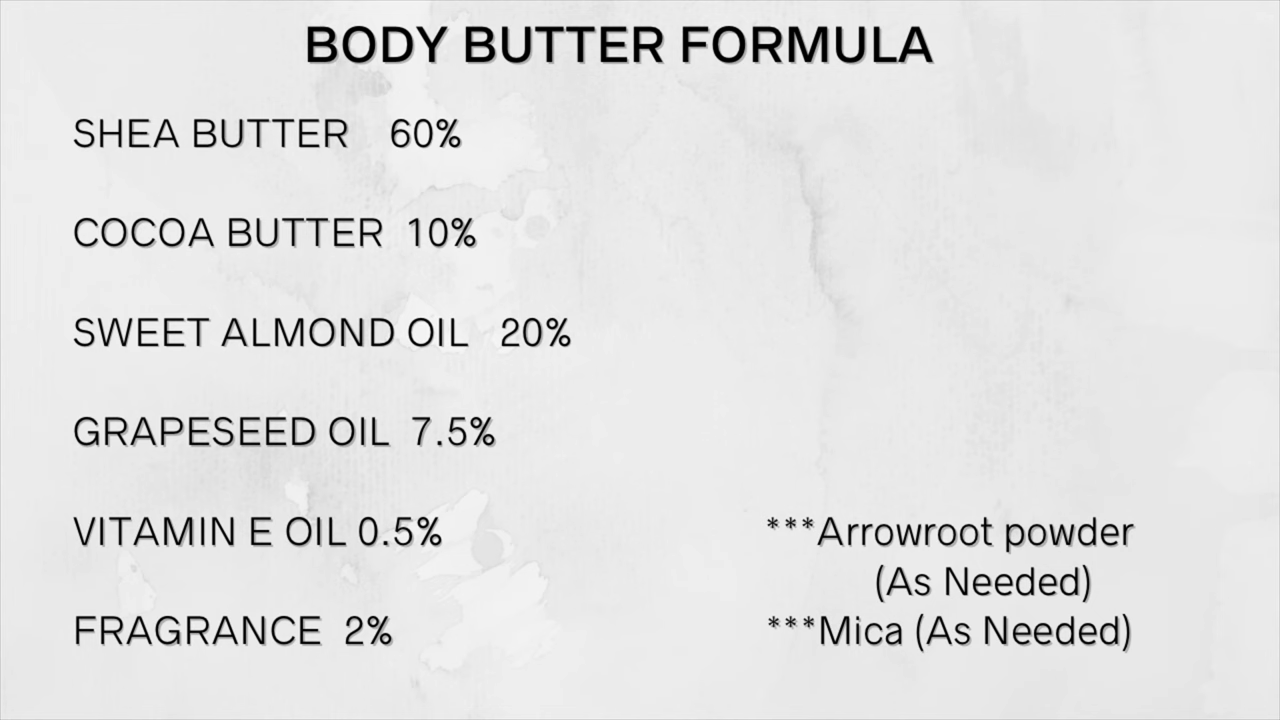 BODY BUTTER FORMULA
SHEA BUTTER 60%
COCOA BUTTER 10%
SWEET ALMOND OIL 20%
GRAPESEED OIL 7.5%
VITAMIN E OIL 0.5%
FRAGRANCE 2%
***Arrowroot powder
(As Needed)
***Mica (As Needed)